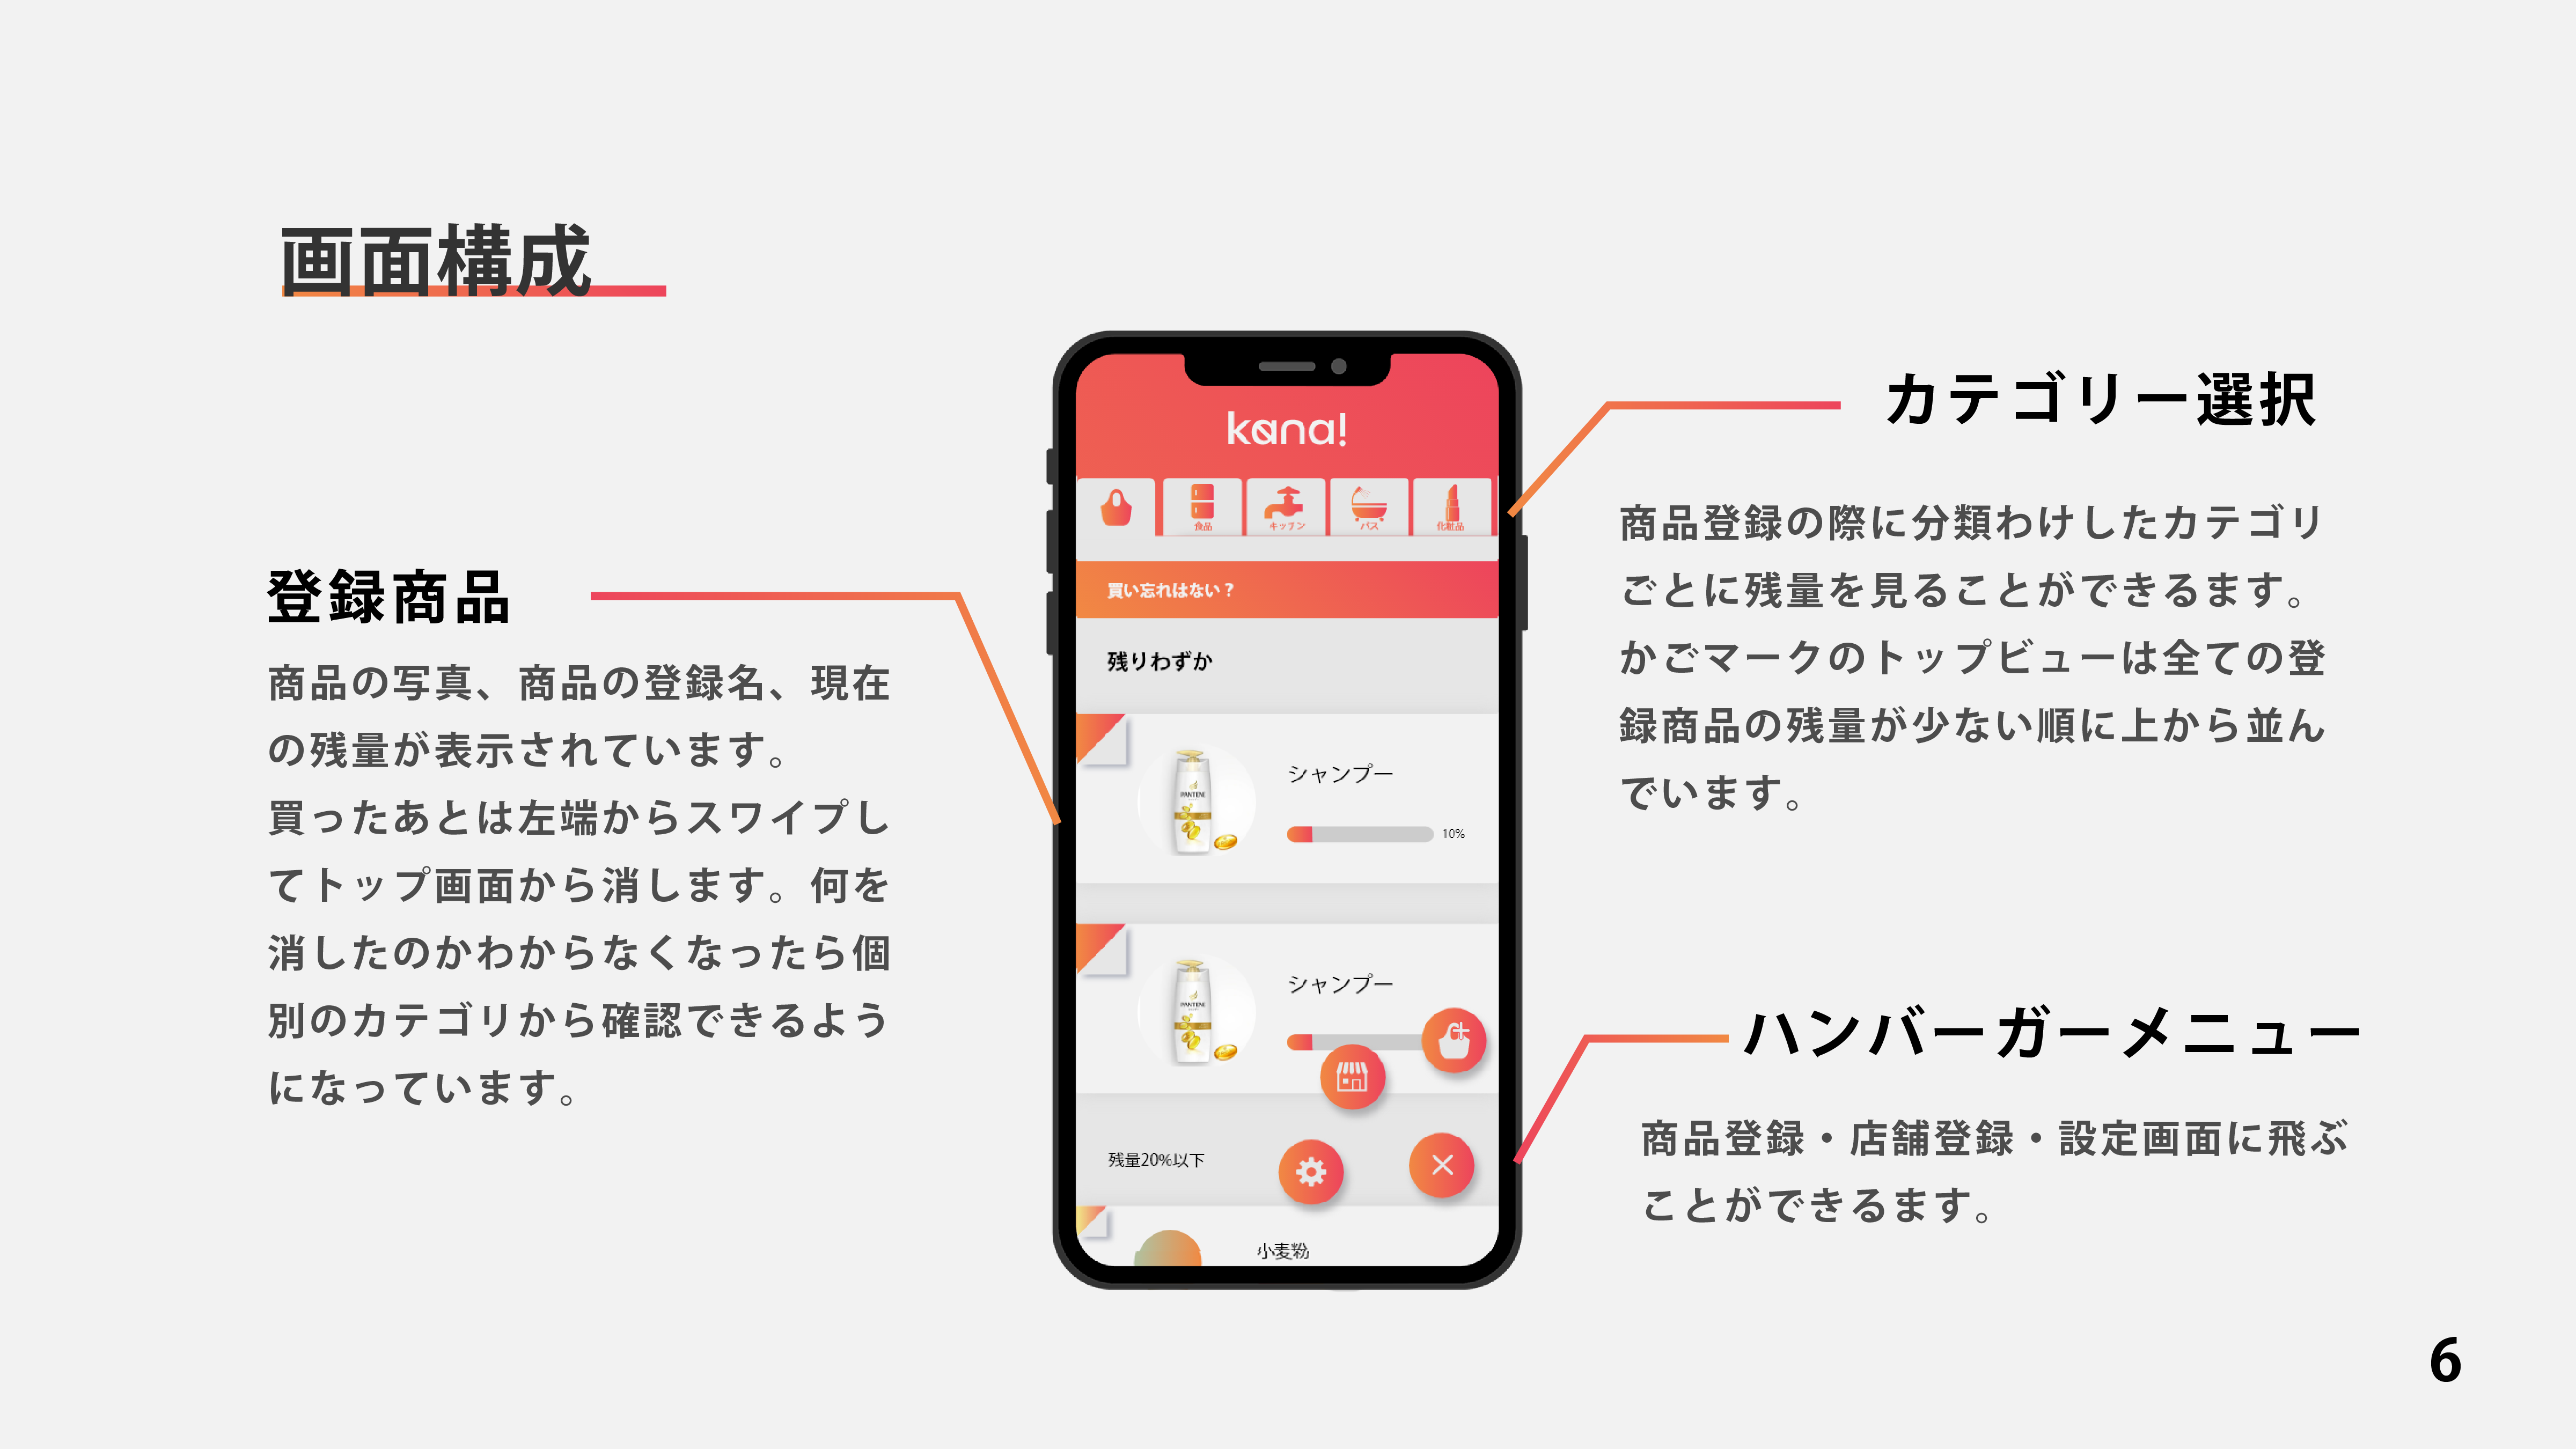 画面構成
登録商品
商品の写真、商品の登録名、現在
の残量が表示されています。
買ったあとは左端からスワイプし
てトップ画面から消します。何を
消したのかわからなくなったら個
別のカテゴリから確認できるよう
になっています。
kana!
食品
キッチン
バス
化粧品
買い忘れはない？
残りわずか
PANTENE
シャンプー
10%
PANTENE
シャンプー
残量20%以下
小麦粉
カテゴリー選択
商品登録の際に分類わけしたカテゴリ
ごとに残量を見ることができるます。
かごマークのトップビューは全ての登
録商品の残量が少ない順に上から並ん
でいます。
ハンバーガーメニュー
商品登録・店舗登録・設定画面に飛ぶ
ことができるます。
6